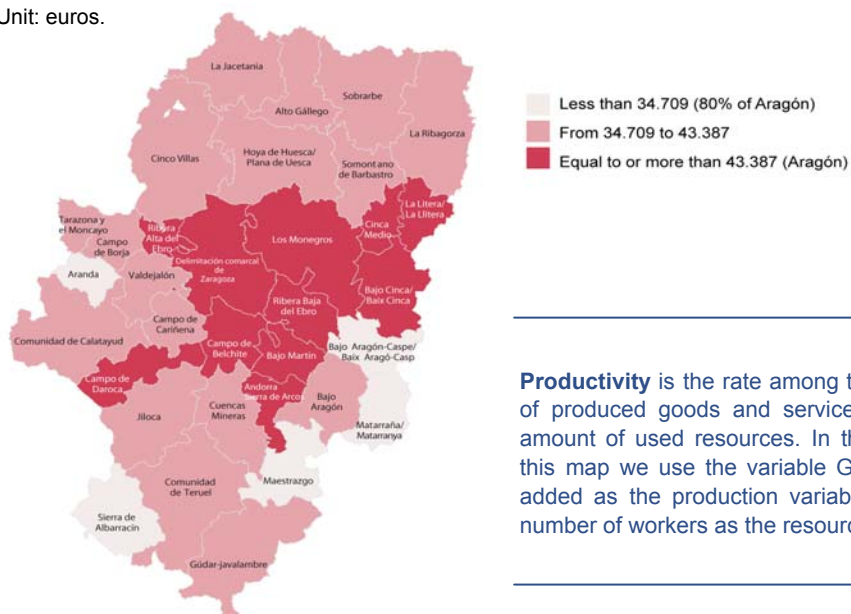 Unit: euros.
La Jacetania
Sobrarbe
Alto Gállego
La Ribagorza
Cinco Villas
Hoya de Huesca/
Plana de Uesca
Somontano
de Barbastro
La Litera/
La Llitera
Tarazona y
el Moncayo
Ribera
Alta del
Ebro
Cinca
Medio
Los Monegros
Campo
de Borja
Delimitación comarcal
de
Zaragoza
Aranda
Valdejalón
Bajo Cinca/
Baix Cinca
Ribera Baja
del Ebro
Campo de
Cariñena
Comunidad de Calatayud
Campo de
Belchite
Bajo Martín
Bajo Aragón-Caspe/
Baix Aragó-Casp
Campo de
Daroca
Andorra
Sierra de Arcos
Bajo
Aragón
Jiloca
Cuencas
Mineras
Matarraña/
Matarranya
Maestrazgo
Comunidad
de Teruel
Sierra de
Albarracín
Gúdar-javalambre
Less than 34.709 (80% of Aragón)
From 34.709 to 43.387
Equal to or more than 43.387 (Aragón)
Productivity is the rate among
of produced goods and service
amount of used resources. In
this map we use the variable
added as the production
number of workers as the